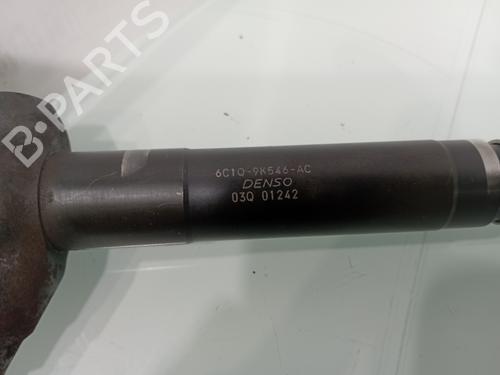 B-PARTS
6C1Q-9K546-AC
DENSO
03Q 01242